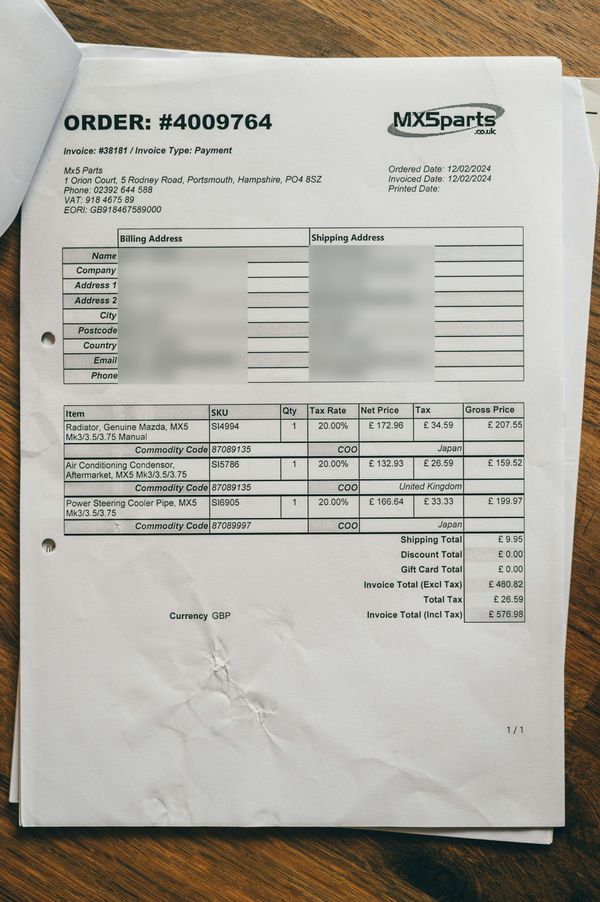 ORDER: #4009764
MX5parts
.co.uk
Invoice: #38181 / Invoice Type: Payment
Mx5 Parts
1 Orion Court, 5 Rodney Road, Portsmouth, Hampshire, PO4 8SZ
Phone: 02392 644 588
VAT: 918 4675 89
EORI: GB918467589000
Ordered Date: 12/02/2024
Invoiced Date: 12/02/2024
Printed Date:
Billing Address Shipping Address
Name
Company
Address 1
Address 2
City
Postcode
Country
Email
Phone
Item SKU Qty Tax Rate Net Price Tax Gross Price
Radiator, Genuine Mazda, MX5 SI4994 1 20.00% £ 172.96 £ 34.59 £ 207.55
Mk3/3.5/3.75 Manual
Commodity Code 87089135 COO Japan
Air Conditioning Condensor, SI5786 1 20.00% £ 132.93 £ 26.59 £ 159.52
Aftermarket, MX5 Mk3/3.5/3.75
Commodity Code 87089135 COO United Kingdom
Power Steering Cooler Pipe, MX5 SI6905 1 20.00% £ 166.64 £ 33.33 £ 199.97
Mk3/3.5/3.75
Commodity Code 87089997 COO Japan
Shipping Total £ 9.95
Discount Total £ 0.00
Gift Card Total £ 0.00
Invoice Total (Excl Tax) £ 480.82
Total Tax £ 26.59
Currency GBP Invoice Total (Incl Tax) £ 576.98
1 / 1